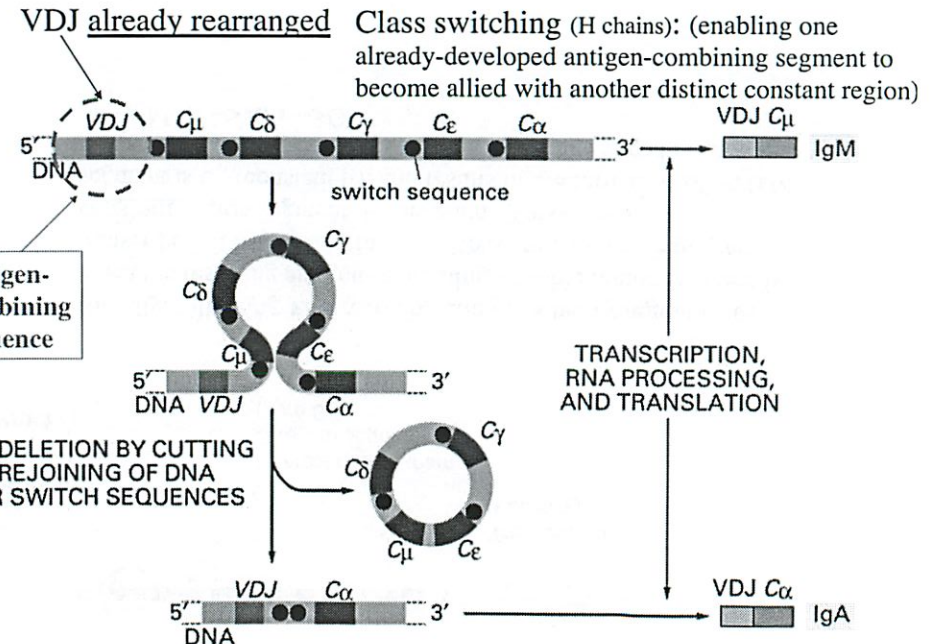 VDJ already rearranged
Class switching (H chains): (enabling one
already-developed antigen-combining segment to
become allied with another distinct constant region)
VDJ Cμ Cδ Cγ Cε Cα
5′ 3′
DNA
VDJ Cμ
IgM
switch sequence
gen-
bining
ence
Cγ
Cδ
Cμ Cε
5′ 3′
DNA VDJ Cα
TRANSCRIPTION,
RNA PROCESSING,
AND TRANSLATION
DELETION BY CUTTING
REJOINING OF DNA
R SWITCH SEQUENCES
Cγ
Cδ
Cμ Cε
VDJ Cα
5′ 3′
DNA
VDJ Cα
IgA